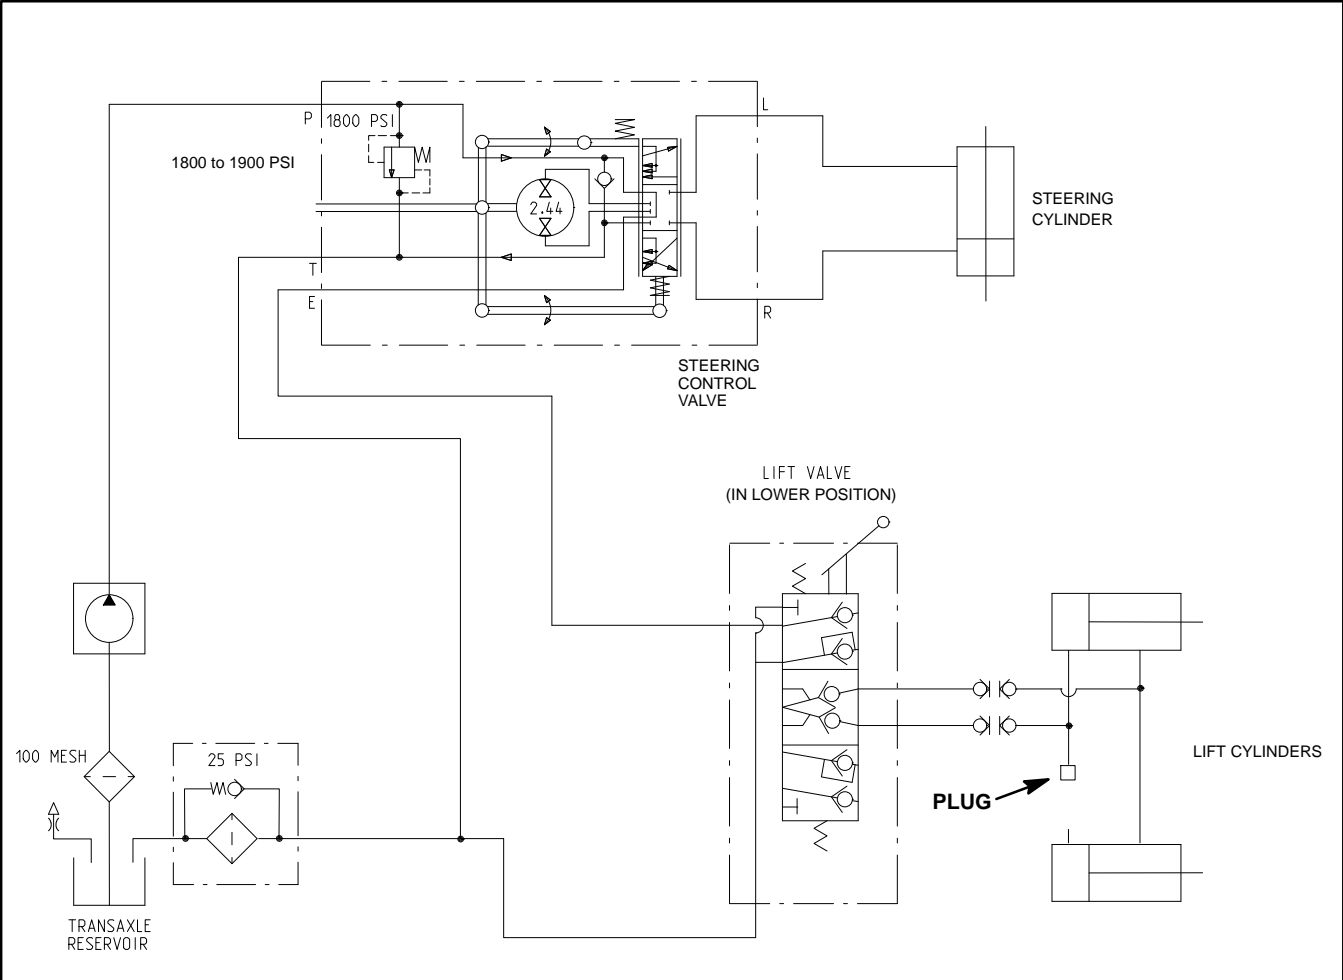 L
P
1800 PSI
1800 to 1900 PSI
2.44
STEERING
CYLINDER
T
E
R
STEERING
CONTROL
VALVE
LIFT VALVE
(IN LOWER POSITION)
100 MESH
25 PSI
LIFT CYLINDERS
PLUG
TRANSAXLE
RESERVOIR